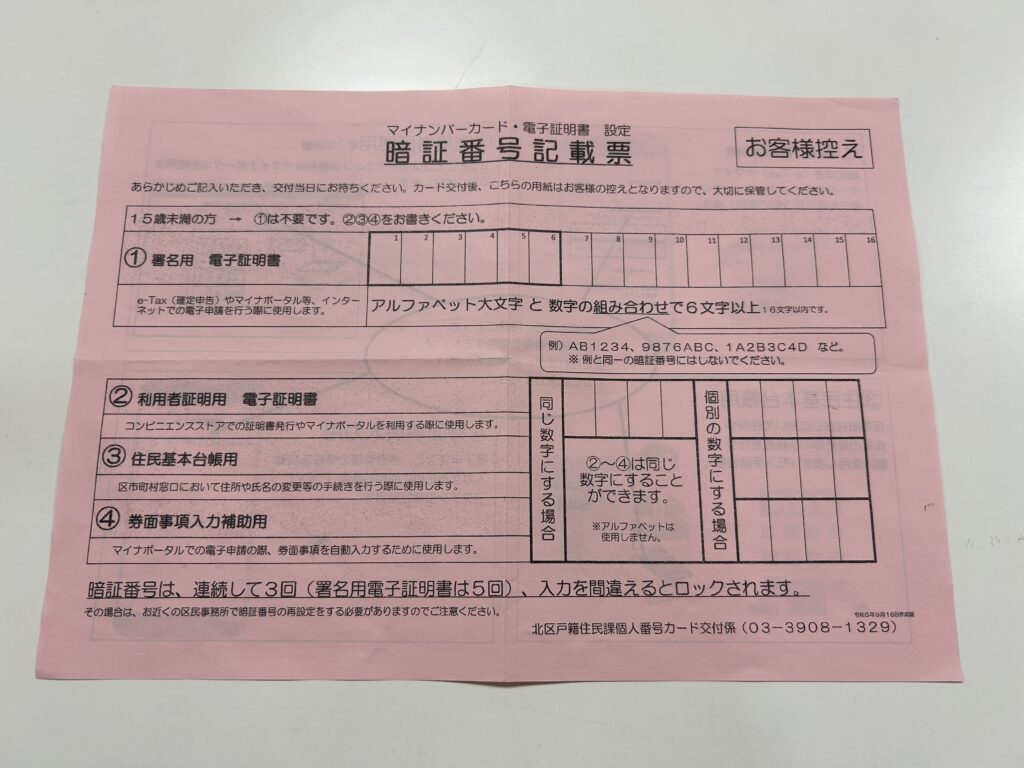 マイナンバーカード・電子証明書 設定
暗証番号記載票
お客様控え
あらかじめご記入いただき、交付当日にお持ちください。カード交付後、こちらの用紙はお客様の控えとなりますので、大切に保管してください。
15歳未満の方 → ①は不要です。②③④をお書きください。
①署名用 電子証明書
1 2 3 4 5 6 7 8 9 10 11 12 13 14 15 16
e-Tax（確定申告）やマイナポータル等、インター
ネットでの電子申請を行う際に使用します。
アルファベット大文字 と 数字の組み合わせで6文字以上 16文字以内です。
例）AB1234、9876ABC、1A2B3C4D など。
※ 例と同一の暗証番号にはしないでください。
②利用者証明用 電子証明書
コンビニエンスストアでの証明書発行やマイナポータルを利用する際に使用します。
③住民基本台帳用
区市町村窓口において住所や氏名の変更等の手続きを行う際に使用します。
④券面事項入力補助用
マイナポータルでの電子申請の際、券面事項を自動入力するために使用します。
同じ数字にする場合
②～④は同じ
数字にすること
ができます。
※アルファベットは
使用しません。
個別の数字にする場合
暗証番号は、連続して3回（署名用電子証明書は5回）、入力を間違えるとロックされます。
その場合は、お近くの区民事務所で暗証番号の再設定をする必要がありますのでご注意ください。
北区戸籍住民課個人番号カード交付係（03-3908-1329）